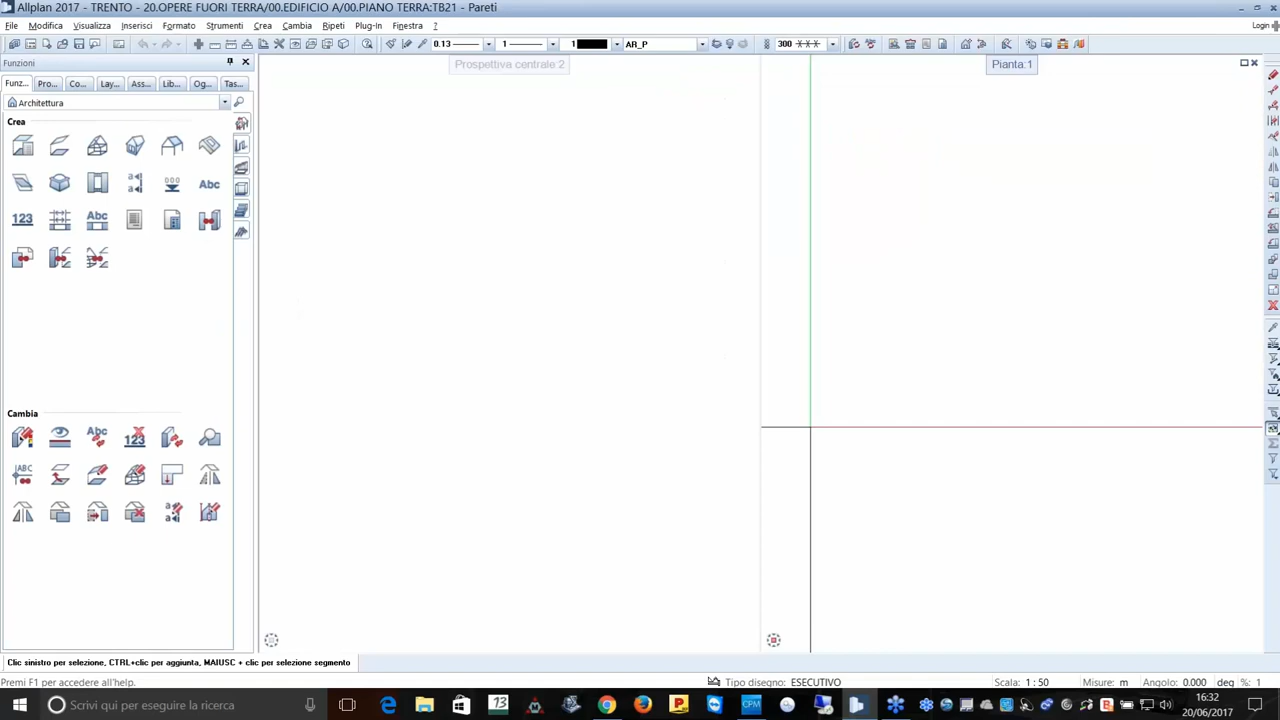 Allplan 2017 - TRENTO - 20.OPERE FUORI TERRA/00.EDIFICIO A/00.PIANO TERRA:TB21 - Pareti
File Modifica Visualizza Inserisci Formato Strumenti Crea Cambia Ripeti Plug-In Finestra ? Login
0.13 1 1 AR_P 300
Funzioni
Prospettiva centrale:2
Pianta:1
Funz... Pro... Co... Lay... Ass... Lib... Og... Tas...
Architettura
Crea
Abc
123 Abc
Cambia
Abc 123
ABC
Clic sinistro per selezione, CTRL+clic per aggiunta, MAIUSC + clic per selezione segmento
Premi F1 per accedere all'help. Tipo disegno: ESECUTIVO Scala: 1 : 50 Misure: m Angolo: 0.000 deg %: 1
Scrivi qui per eseguire la ricerca
13
CPM
16:32
20/06/2017